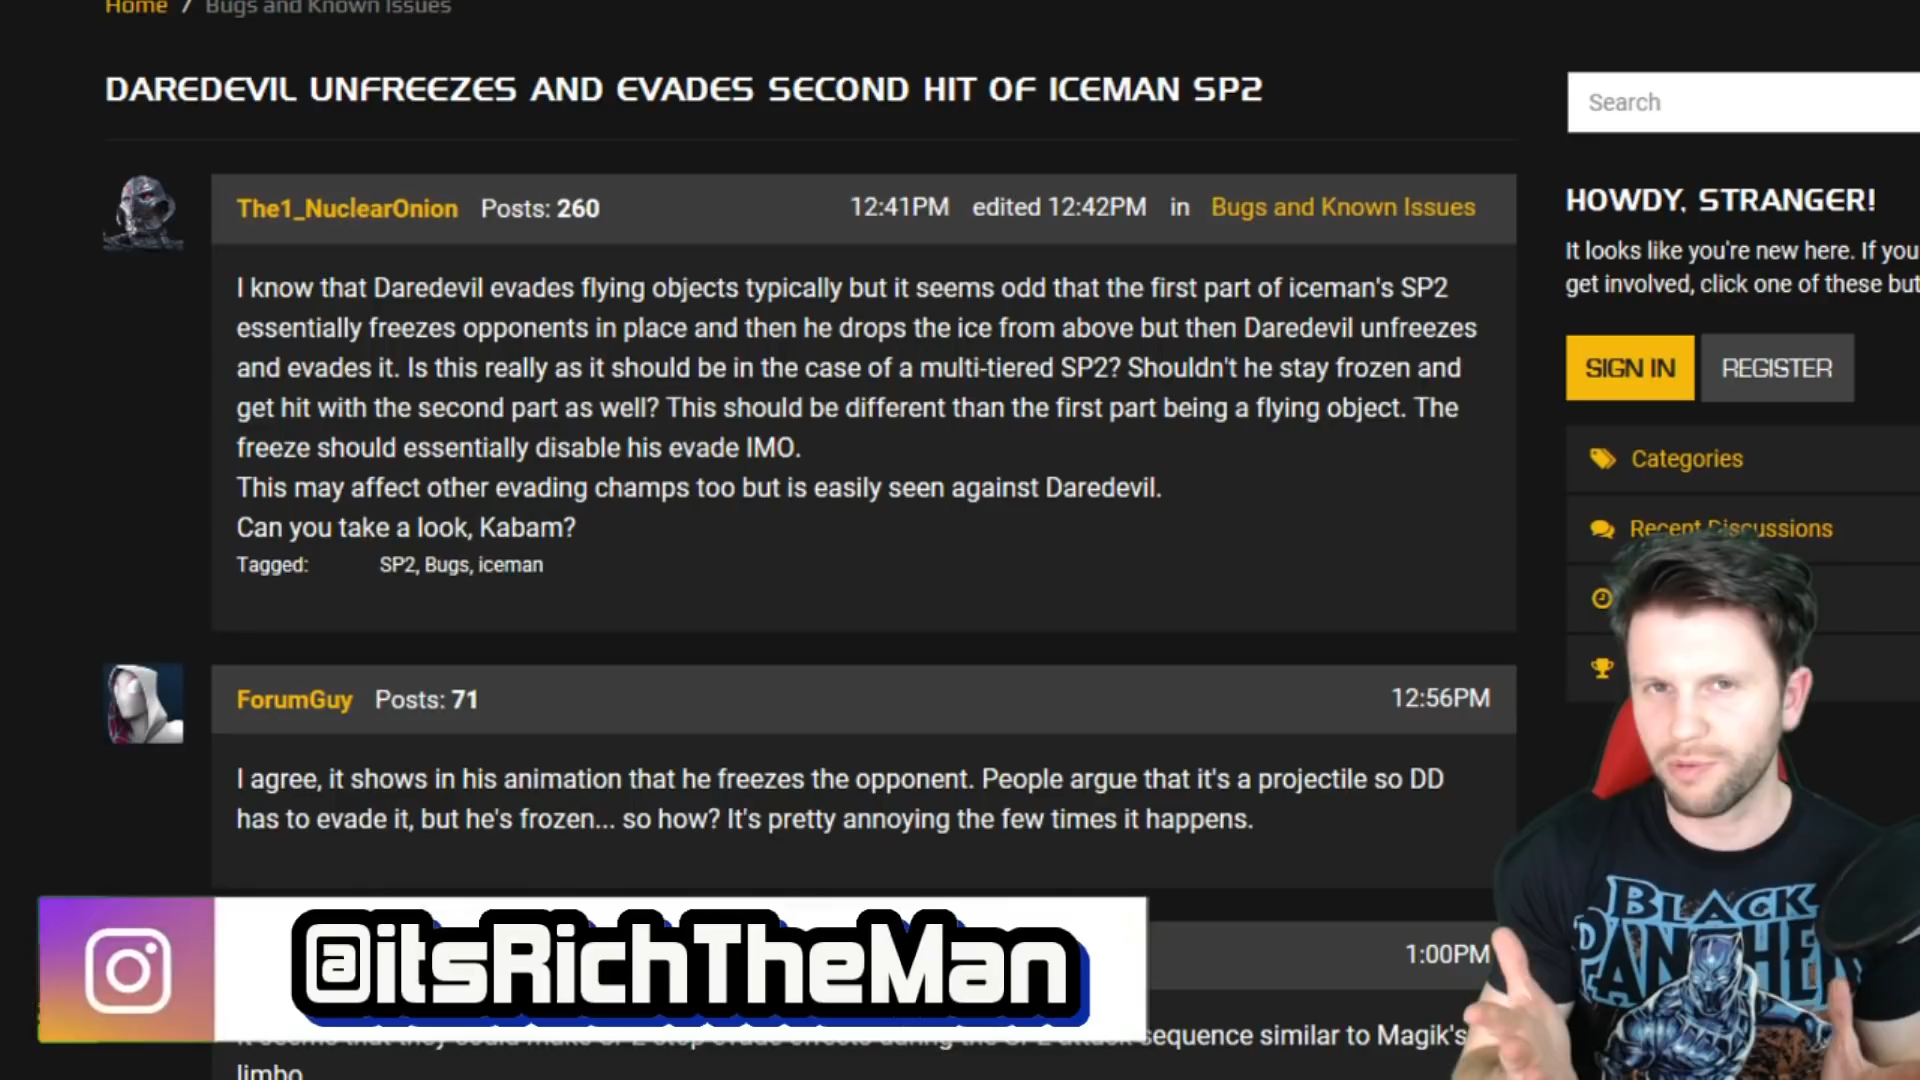 Home / Bugs and Known Issues
DAREDEVIL UNFREEZES AND EVADES SECOND HIT OF ICEMAN SP2
Search
The1_NuclearOnion Posts: 260 12:41PM edited 12:42PM in Bugs and Known Issues
I know that Daredevil evades flying objects typically but it seems odd that the first part of iceman's SP2
essentially freezes opponents in place and then he drops the ice from above but then Daredevil unfreezes
and evades it. Is this really as it should be in the case of a multi-tiered SP2? Shouldn't he stay frozen and
get hit with the second part as well? This should be different than the first part being a flying object. The
freeze should essentially disable his evade IMO.
This may affect other evading champs too but is easily seen against Daredevil.
Can you take a look, Kabam?
Tagged: SP2, Bugs, iceman
HOWDY, STRANGER!
It looks like you're new here. If you
get involved, click one of these but
SIGN IN REGISTER
Categories
Recent Discussions
ForumGuy Posts: 71 12:56PM
I agree, it shows in his animation that he freezes the opponent. People argue that it's a projectile so DD
has to evade it, but he's frozen... so how? It's pretty annoying the few times it happens.
1:00PM
@itsRichTheMan
sequence similar to Magik's
limbo
BLACK
PANTHER